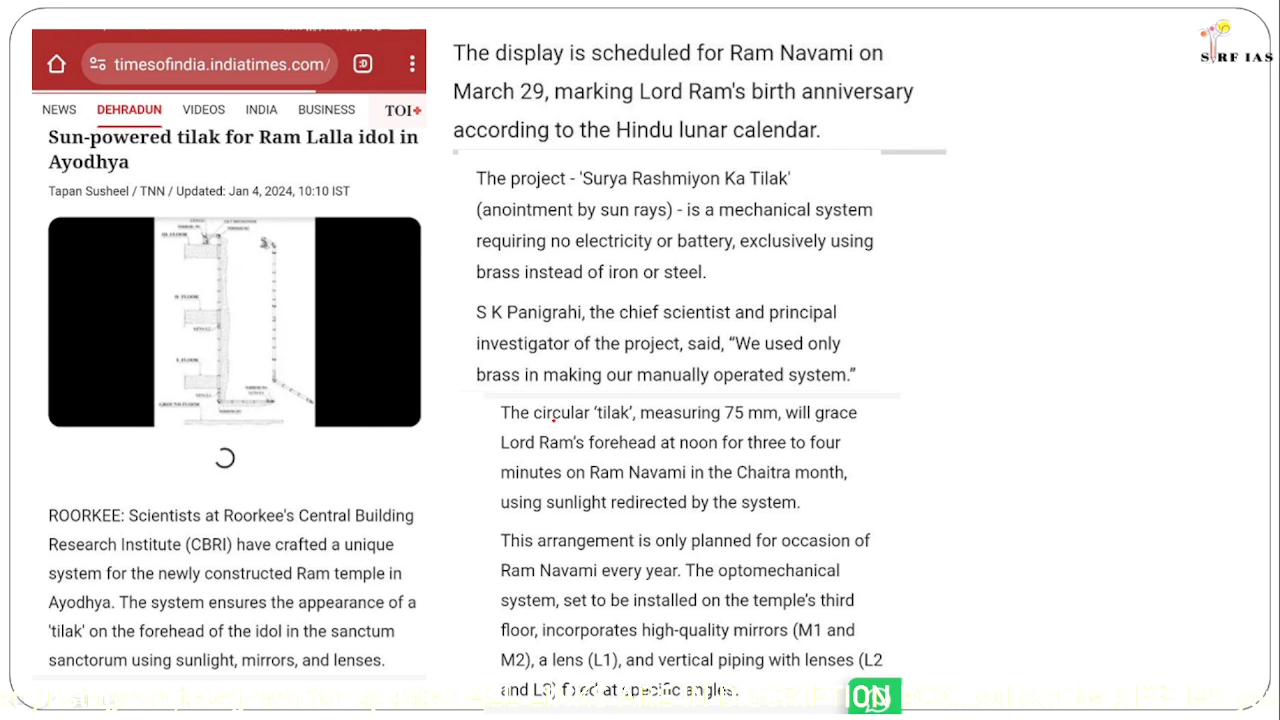 timesofindia.indiatimes.com/
:D
NEWS DEHRADUN VIDEOS INDIA BUSINESS TOI+
Sun-powered tilak for Ram Lalla idol in
Ayodhya
Tapan Susheel / TNN / Updated: Jan 4, 2024, 10:10 IST
GROUND FLOOR
ROORKEE: Scientists at Roorkee's Central Building
Research Institute (CBRI) have crafted a unique
system for the newly constructed Ram temple in
Ayodhya. The system ensures the appearance of a
'tilak' on the forehead of the idol in the sanctum
sanctorum using sunlight, mirrors, and lenses.
The display is scheduled for Ram Navami on
March 29, marking Lord Ram's birth anniversary
according to the Hindu lunar calendar.
The project - 'Surya Rashmiyon Ka Tilak'
(anointment by sun rays) - is a mechanical system
requiring no electricity or battery, exclusively using
brass instead of iron or steel.
S K Panigrahi, the chief scientist and principal
investigator of the project, said, “We used only
brass in making our manually operated system.”
The circular ‘tilak’, measuring 75 mm, will grace
Lord Ram’s forehead at noon for three to four
minutes on Ram Navami in the Chaitra month,
using sunlight redirected by the system.
This arrangement is only planned for occasion of
Ram Navami every year. The optomechanical
system, set to be installed on the temple’s third
floor, incorporates high-quality mirrors (M1 and
M2), a lens (L1), and vertical piping with lenses (L2
and L3) fixed at specific angles
SIRF IAS